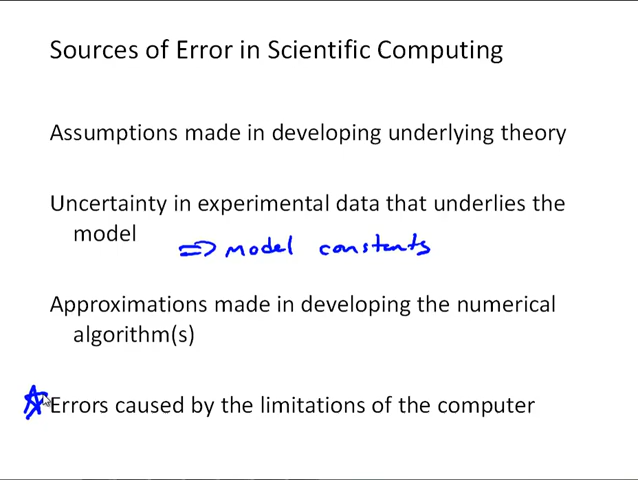 Sources of Error in Scientific Computing
Assumptions made in developing underlying theory
Uncertainty in experimental data that underlies the
model
⇒ model constants
Approximations made in developing the numerical
algorithm(s)
Errors caused by the limitations of the computer